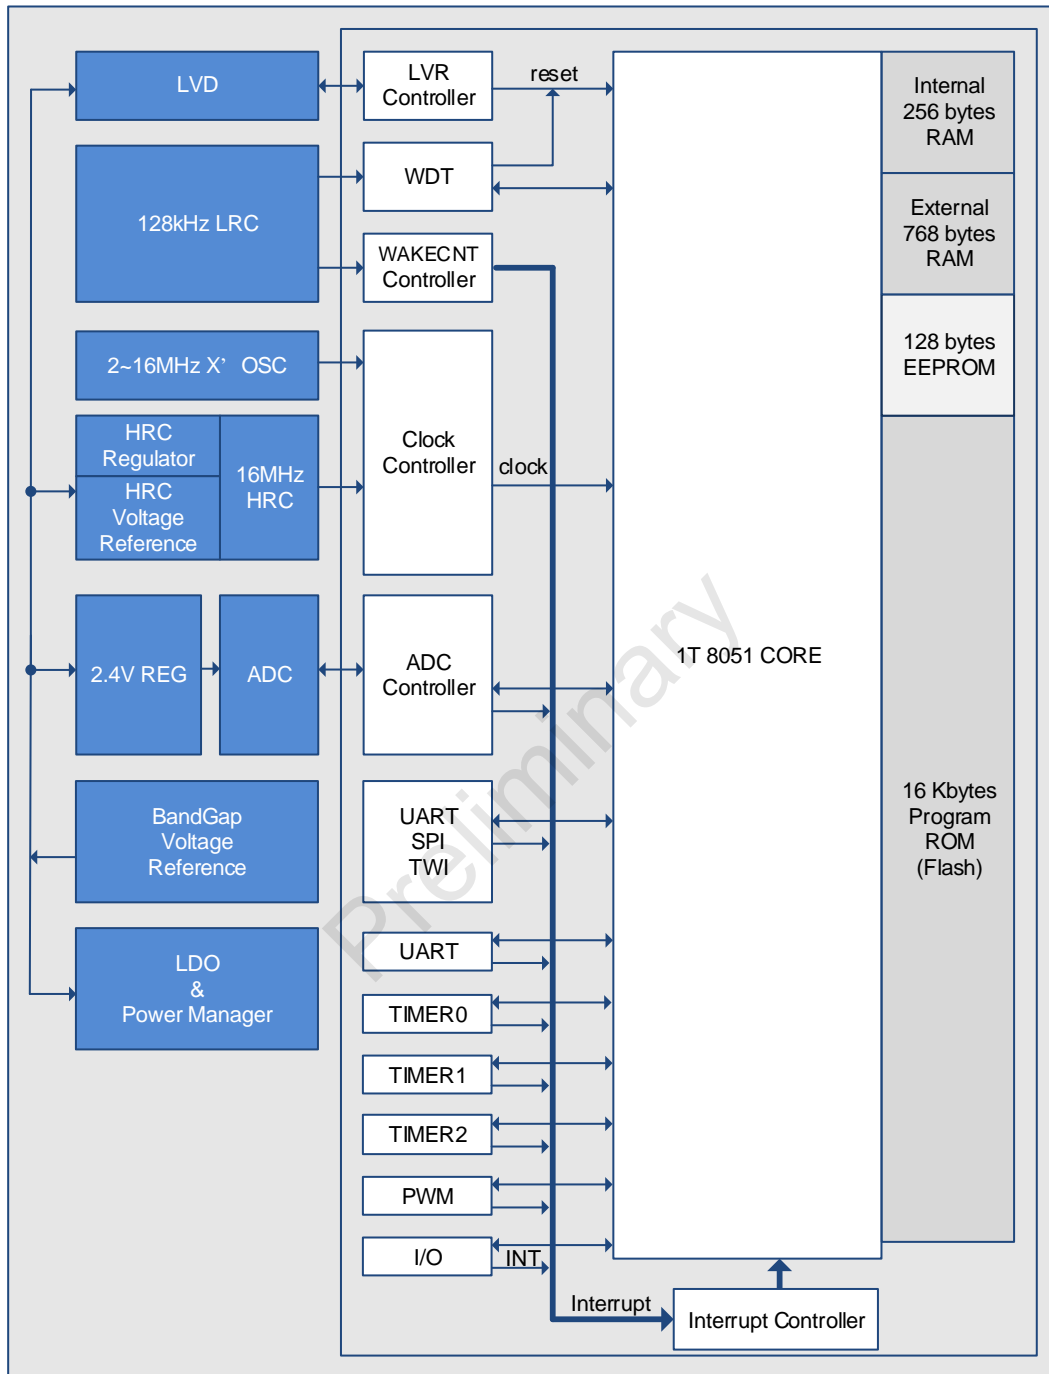 LVD
LVR
Controller
reset
Internal
256 bytes
RAM
128kHz LRC
WDT
WAKECNT
Controller
External
768 bytes
RAM
2~16MHz X' OSC
128 bytes
EEPROM
HRC
Regulator
HRC
Voltage
Reference
16MHz
HRC
Clock
Controller
clock
2.4V REG
ADC
ADC
Controller
1T 8051 CORE
BandGap
Voltage
Reference
UART
SPI
TWI
16 Kbytes
Program
ROM
(Flash)
LDO
&
Power Manager
UART
TIMER0
TIMER1
TIMER2
PWM
I/O
INT
Interrupt
Interrupt Controller
Preliminary